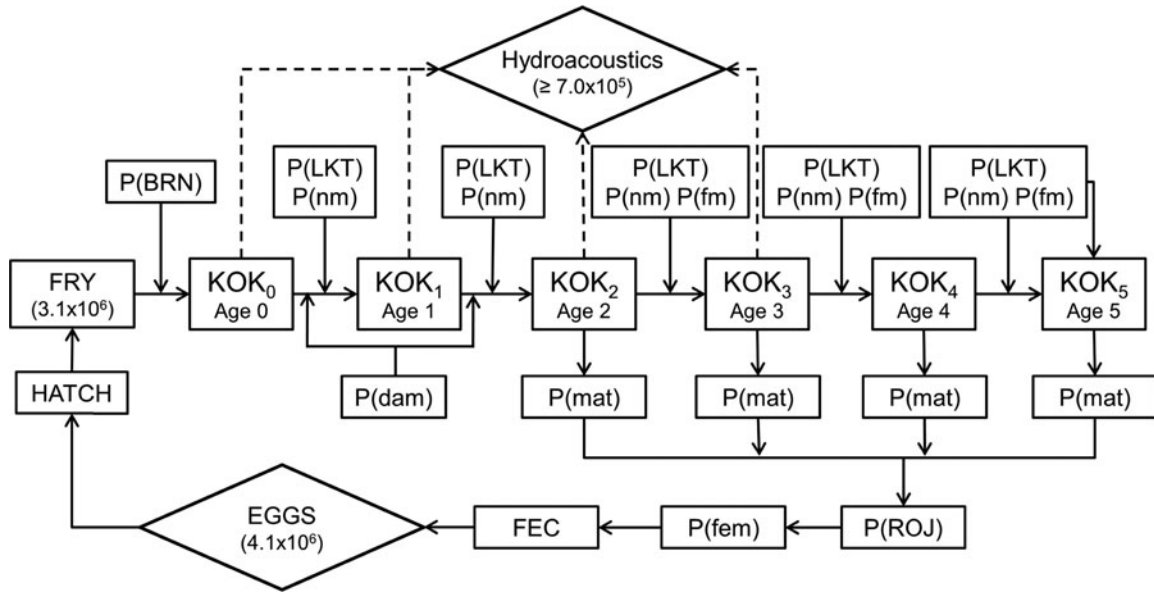 Hydroacoustics
(≥ 7.0x10⁵)
P(BRN)
P(LKT)
P(nm)
P(LKT)
P(nm)
P(LKT)
P(nm) P(fm)
P(LKT)
P(nm) P(fm)
P(LKT)
P(nm) P(fm)
FRY
(3.1x10⁶)
KOK₀
Age 0
KOK₁
Age 1
KOK₂
Age 2
KOK₃
Age 3
KOK₄
Age 4
KOK₅
Age 5
HATCH
P(dam)
P(mat)
P(mat)
P(mat)
P(mat)
EGGS
(4.1x10⁶)
FEC
P(fem)
P(ROJ)